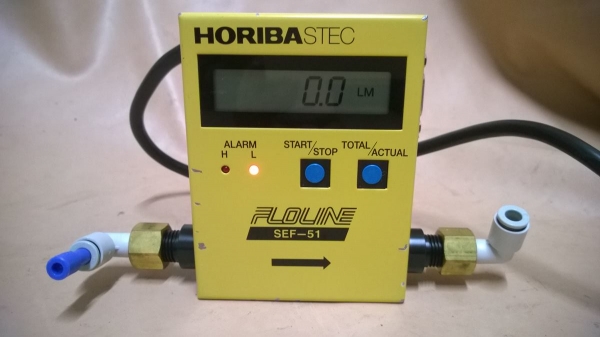 HORIBASTEC
0.0 LM
ALARM
H L
START/STOP
TOTAL/ACTUAL
FLOLINE
SEF-51